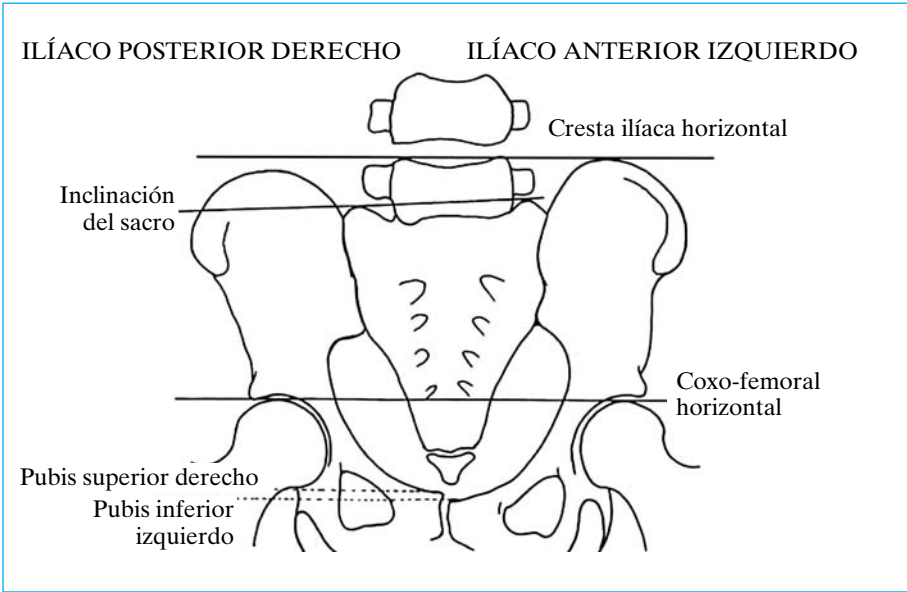 ILÍACO POSTERIOR DERECHO
ILÍACO ANTERIOR IZQUIERDO
Cresta ilíaca horizontal
Inclinación
del sacro
Coxo-femoral
horizontal
Pubis superior derecho
Pubis inferior
izquierdo